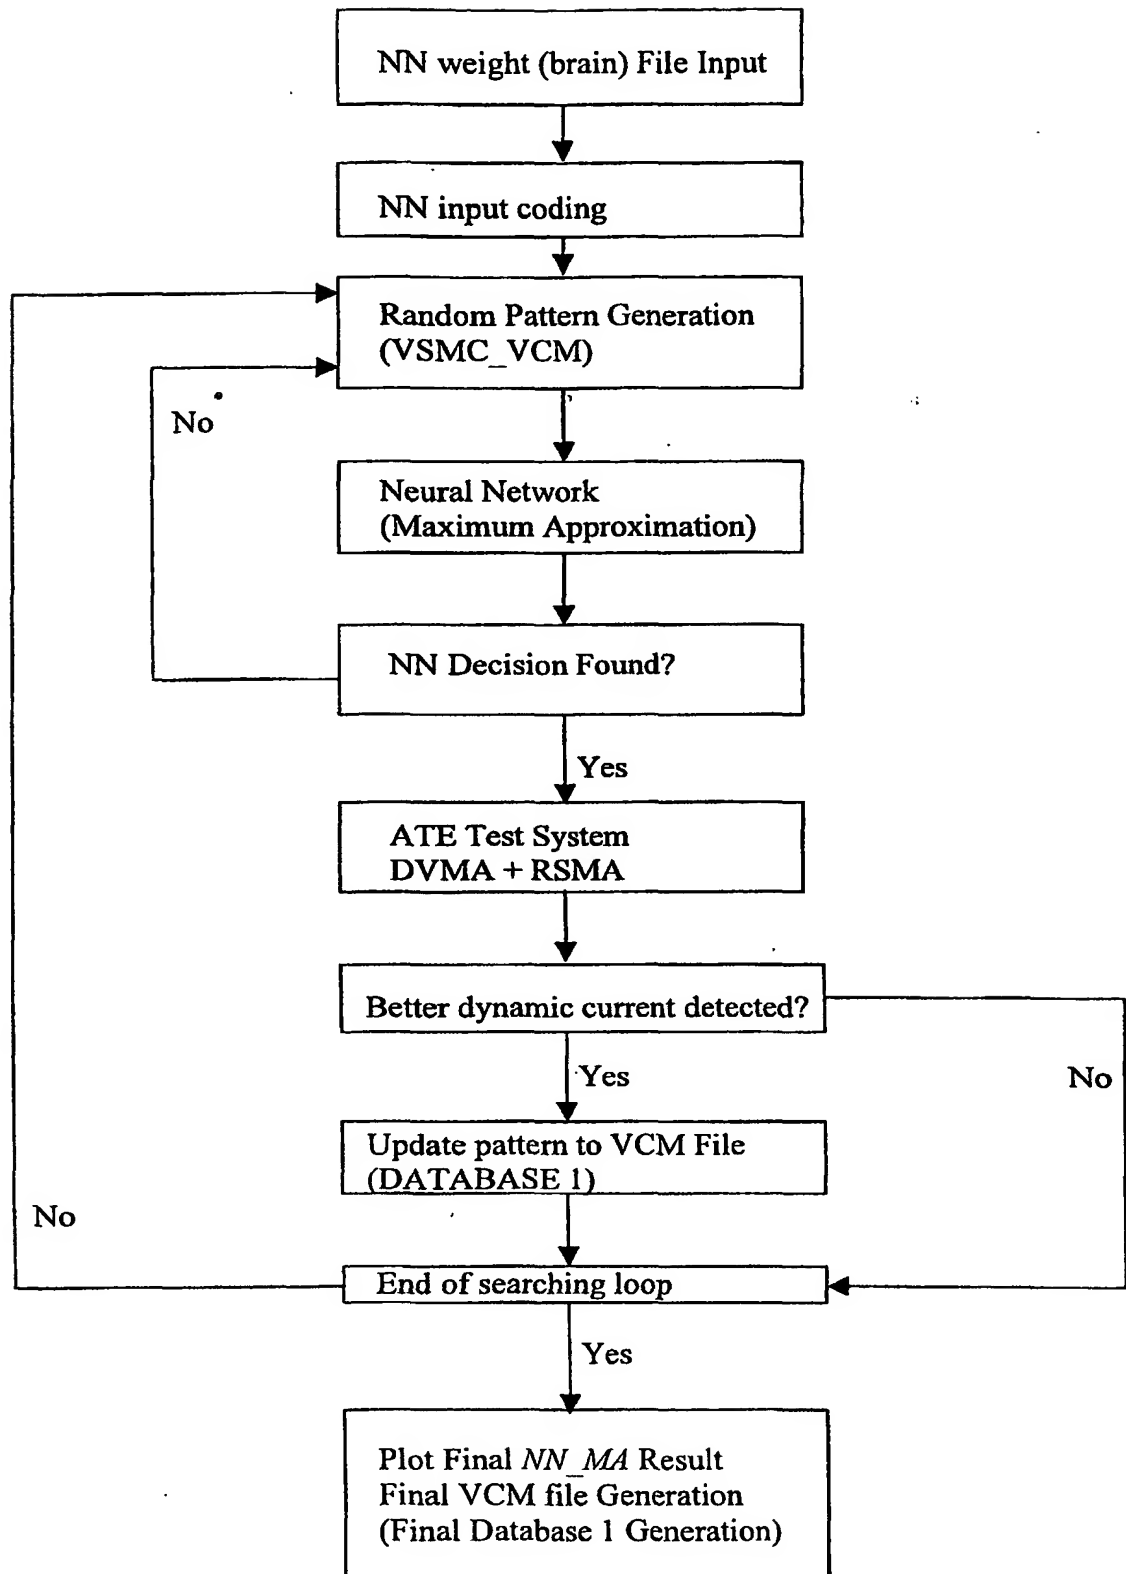 NN weight (brain) File Input
NN input coding
Random Pattern Generation
(VSMC_VCM)
No
Neural Network
(Maximum Approximation)
NN Decision Found?
Yes
ATE Test System
DVMA + RSMA
Better dynamic current detected?
Yes
No
Update pattern to VCM File
(DATABASE 1)
No
End of searching loop
Yes
Plot Final NN_MA Result
Final VCM file Generation
(Final Database 1 Generation)